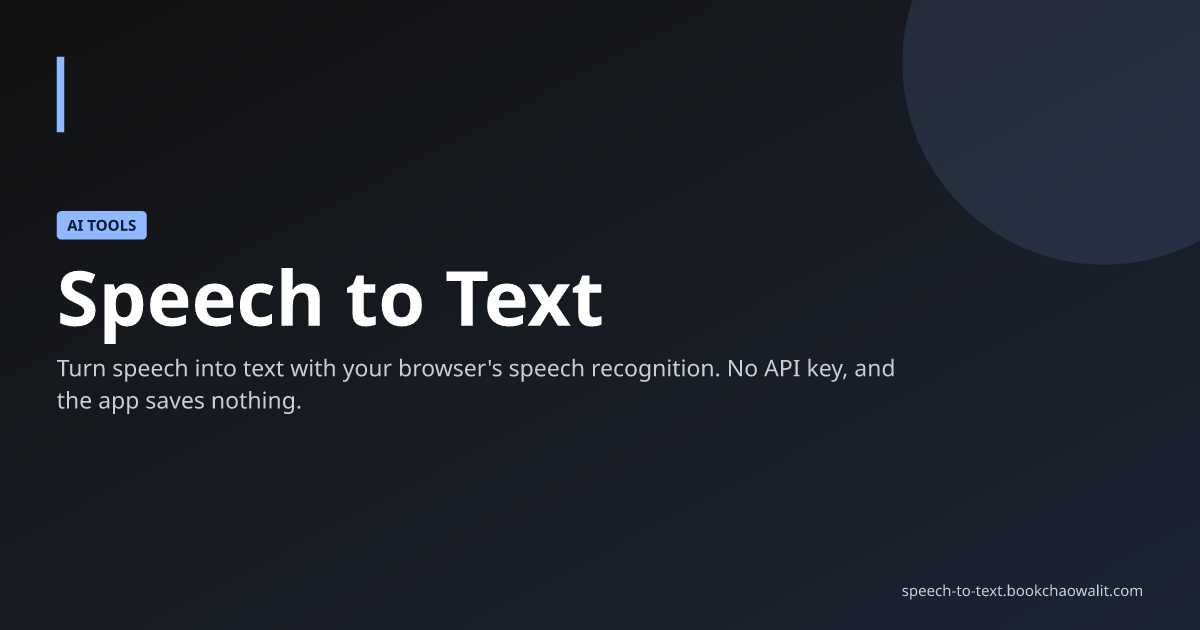 AI TOOLS
Speech to Text
Turn speech into text with your browser's speech recognition. No API key, and
the app saves nothing.
speech-to-text.bookchaowalit.com